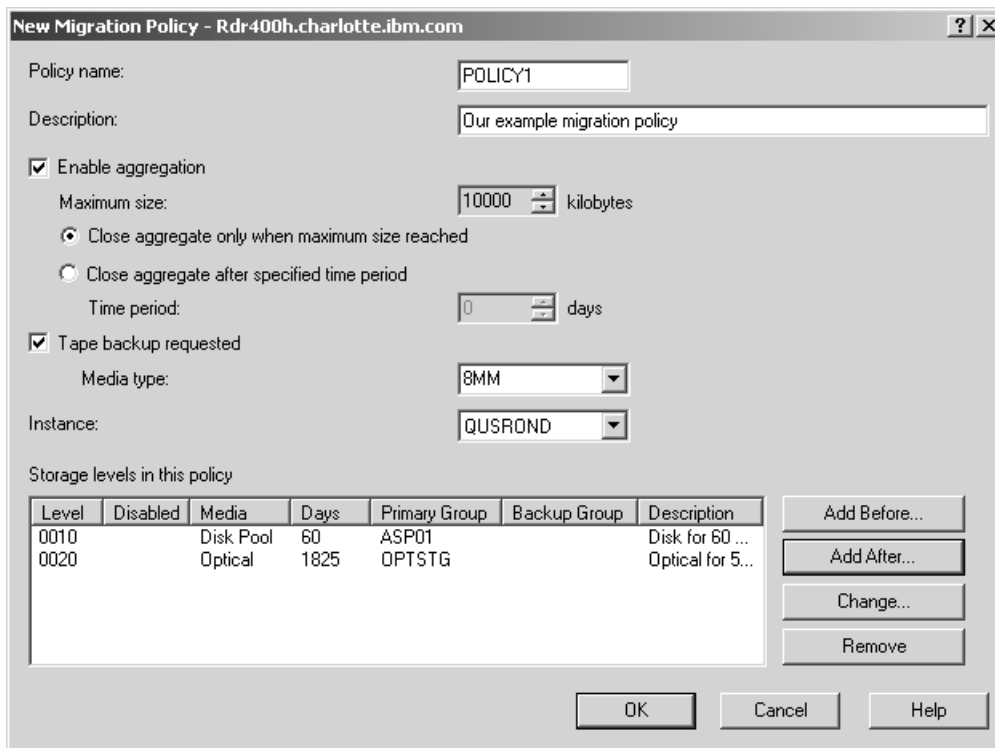 New Migration Policy - Rdr400h.charlotte.ibm.com
Policy name: POLICY1
Description: Our example migration policy
Enable aggregation
Maximum size: 10000 kilobytes
Close aggregate only when maximum size reached
Close aggregate after specified time period
Time period: 0 days
Tape backup requested
Media type: 8MM
Instance: QUSROND
Storage levels in this policy
Level Disabled Media Days Primary Group Backup Group Description
0010 Disk Pool 60 ASP01 Disk for 60 ...
0020 Optical 1825 OPTSTG Optical for 5...
Add Before...
Add After...
Change...
Remove
OK Cancel Help